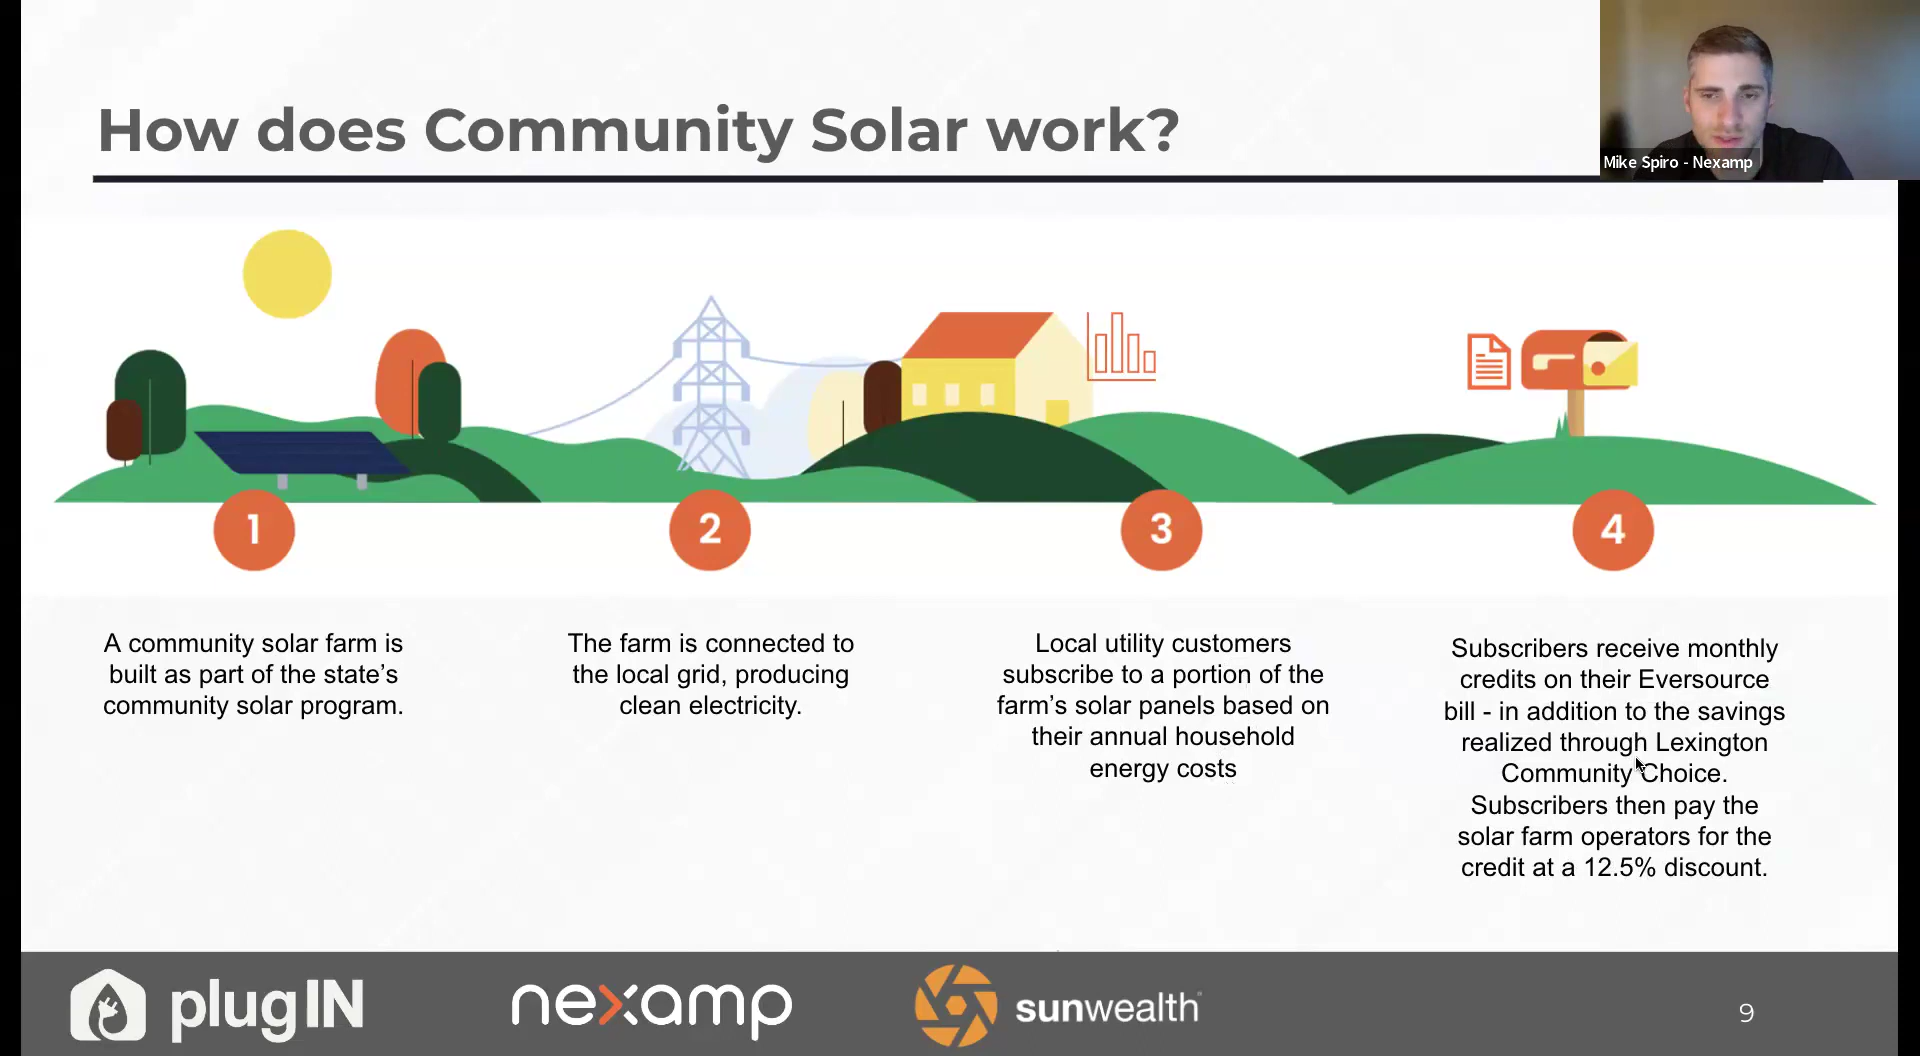 How does Community Solar work?
Mike Spiro - Nexamp
1
2
3
4
A community solar farm is
built as part of the state’s
community solar program.
The farm is connected to
the local grid, producing
clean electricity.
Local utility customers
subscribe to a portion of the
farm’s solar panels based on
their annual household
energy costs
Subscribers receive monthly
credits on their Eversource
bill - in addition to the savings
realized through Lexington
Community Choice.
Subscribers then pay the
solar farm operators for the
credit at a 12.5% discount.
plugIN
nexamp
sunwealth
9